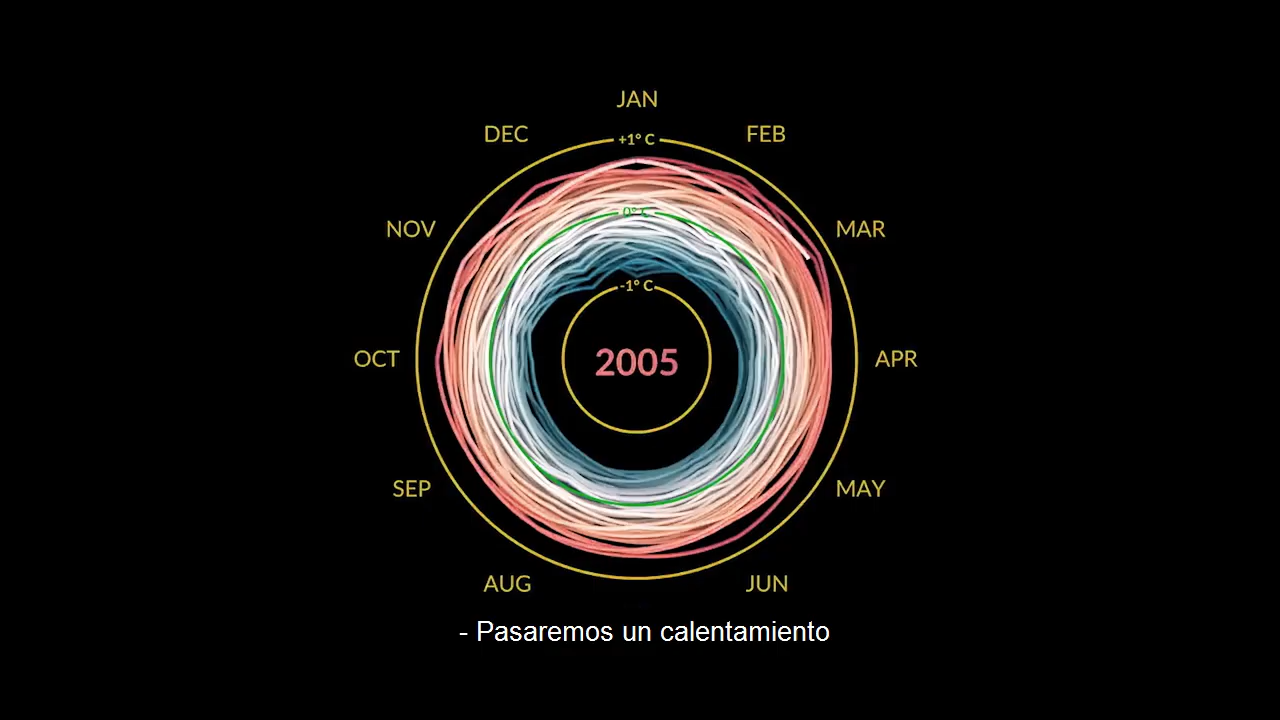 JAN
DEC
FEB
+1° C
NOV
0° C
MAR
-1° C
OCT
2005
APR
SEP
MAY
AUG
JUN
- Pasaremos un calentamiento